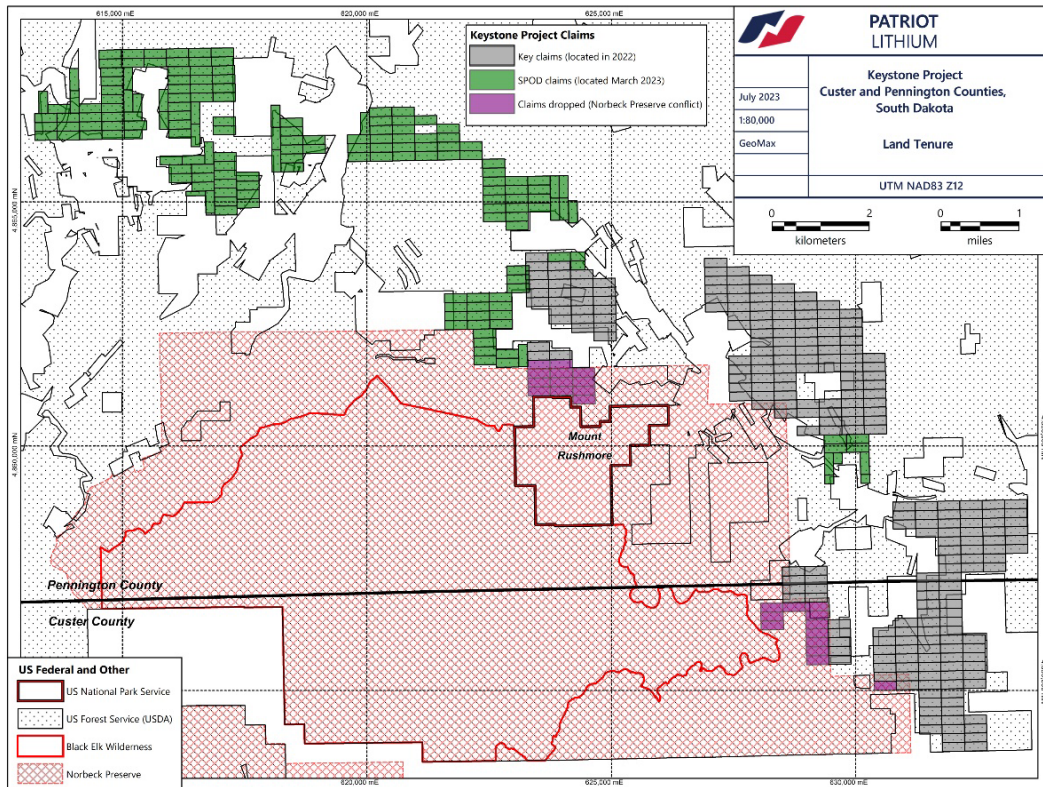 615,000 mE
620,000 mE
625,000 mE
Keystone Project Claims
Key claims (located in 2022)
SPOD claims (located March 2023)
Claims dropped (Norbeck Preserve conflict)
PATRIOT
LITHIUM
July 2023
1:80,000
GeoMax
Keystone Project
Custer and Pennington Counties,
South Dakota
Land Tenure
UTM NAD83 Z12
0 2
kilometers
0 1
miles
4,855,000 mN
4,860,000 mN
Mount
Rushmore
Pennington County
Custer County
US Federal and Other
US National Park Service
US Forest Service (USDA)
Black Elk Wilderness
Norbeck Preserve
620,000 mE
625,000 mE
630,000 mE